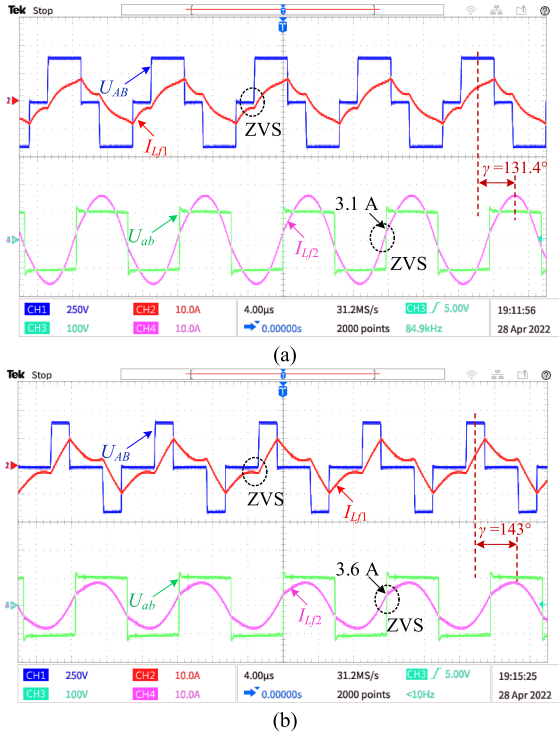 Tek Stop
U_AB
2
ZVS
I_Lf1
γ =131.4°
3.1 A
U_ab
I_Lf2
ZVS
CH1 250V CH2 10.0A 4.00μs 31.2MS/s CH3 5.00V 19:11:56
CH3 100V CH4 10.0A 0.00000s 2000 points 84.9kHz 28 Apr 2022
(a)
Tek Stop
U_AB
2
ZVS
I_Lf1
γ =143°
3.6 A
U_ab
I_Lf2
ZVS
CH1 250V CH2 10.0A 4.00μs 31.2MS/s CH3 5.00V 19:15:25
CH3 100V CH4 10.0A 0.00000s 2000 points <10Hz 28 Apr 2022
(b)